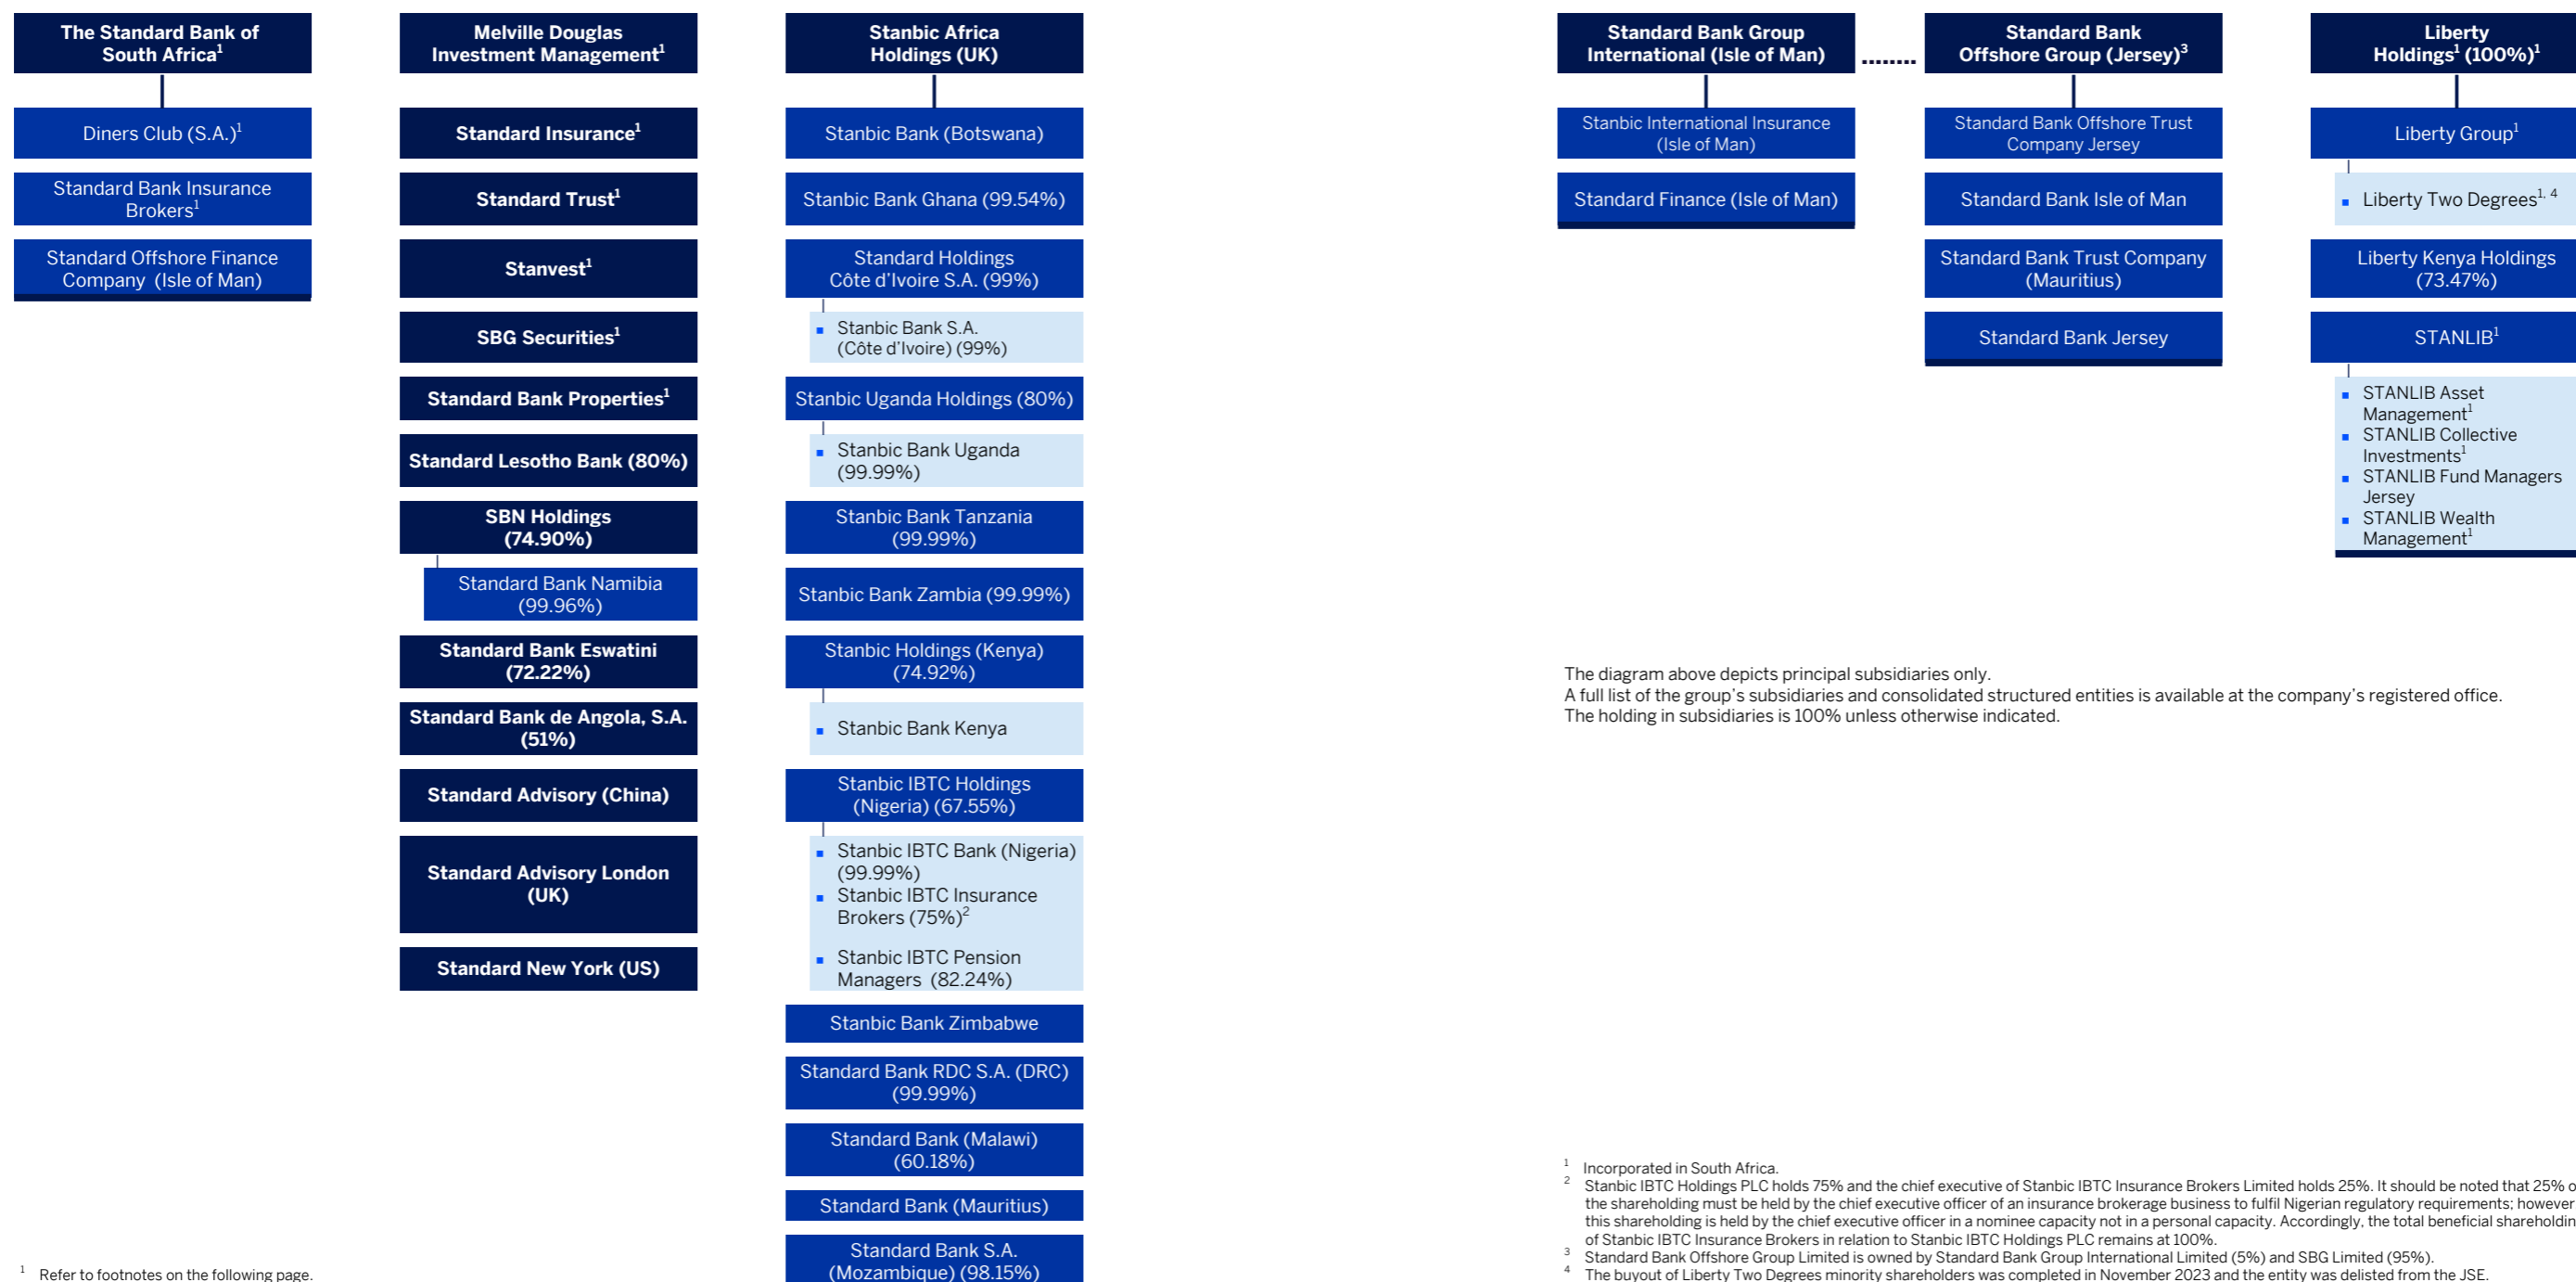 The Standard Bank of
South Africa¹
Diners Club (S.A.)¹
Standard Bank Insurance
Brokers¹
Standard Offshore Finance
Company (Isle of Man)
Melville Douglas
Investment Management¹
Standard Insurance¹
Standard Trust¹
Stanvest¹
SBG Securities¹
Standard Bank Properties¹
Standard Lesotho Bank (80%)
SBN Holdings
(74.90%)
Standard Bank Namibia
(99.96%)
Standard Bank Eswatini
(72.22%)
Standard Bank de Angola, S.A.
(51%)
Standard Advisory (China)
Standard Advisory London
(UK)
Standard New York (US)
Stanbic Africa
Holdings (UK)
Stanbic Bank (Botswana)
Stanbic Bank Ghana (99.54%)
Standard Holdings
Côte d’Ivoire S.A. (99%)
▪ Stanbic Bank S.A.
(Côte d’Ivoire) (99%)
Stanbic Uganda Holdings (80%)
▪ Stanbic Bank Uganda
(99.99%)
Stanbic Bank Tanzania
(99.99%)
Stanbic Bank Zambia (99.99%)
Stanbic Holdings (Kenya)
(74.92%)
▪ Stanbic Bank Kenya
Stanbic IBTC Holdings
(Nigeria) (67.55%)
▪ Stanbic IBTC Bank (Nigeria)
(99.99%)
▪ Stanbic IBTC Insurance
Brokers (75%)²
▪ Stanbic IBTC Pension
Managers (82.24%)
Stanbic Bank Zimbabwe
Standard Bank RDC S.A. (DRC)
(99.99%)
Standard Bank (Malawi)
(60.18%)
Standard Bank (Mauritius)
Standard Bank S.A.
(Mozambique) (98.15%)
¹ Refer to footnotes on the following page.
Standard Bank Group
International (Isle of Man)
Stanbic International Insurance
(Isle of Man)
Standard Finance (Isle of Man)
Standard Bank
Offshore Group (Jersey)³
Standard Bank Offshore Trust
Company Jersey
Standard Bank Isle of Man
Standard Bank Trust Company
(Mauritius)
Standard Bank Jersey
Liberty
Holdings¹ (100%)¹
Liberty Group¹
▪ Liberty Two Degrees¹, ⁴
Liberty Kenya Holdings
(73.47%)
STANLIB¹
▪ STANLIB Asset
Management¹
▪ STANLIB Collective
Investments¹
▪ STANLIB Fund Managers
Jersey
▪ STANLIB Wealth
Management¹
The diagram above depicts principal subsidiaries only.
A full list of the group’s subsidiaries and consolidated structured entities is available at the company’s registered office.
The holding in subsidiaries is 100% unless otherwise indicated.
¹ Incorporated in South Africa.
² Stanbic IBTC Holdings PLC holds 75% and the chief executive of Stanbic IBTC Insurance Brokers Limited holds 25%. It should be noted that 25% o
the shareholding must be held by the chief executive officer of an insurance brokerage business to fulfil Nigerian regulatory requirements; however
this shareholding is held by the chief executive officer in a nominee capacity not in a personal capacity. Accordingly, the total beneficial shareholdin
of Stanbic IBTC Insurance Brokers in relation to Stanbic IBTC Holdings PLC remains at 100%.
³ Standard Bank Offshore Group Limited is owned by Standard Bank Group International Limited (5%) and SBG Limited (95%).
⁴ The buyout of Liberty Two Degrees minority shareholders was completed in November 2023 and the entity was delisted from the JSE.